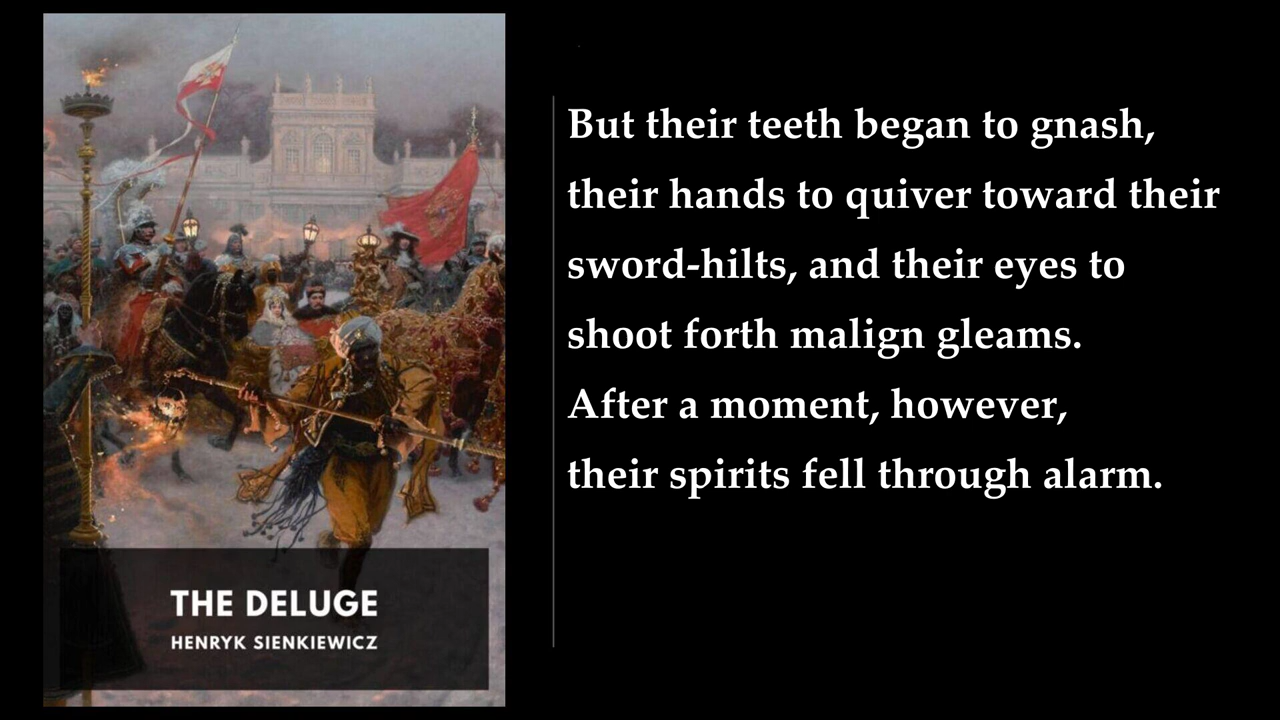 THE DELUGE
HENRYK SIENKIEWICZ
But their teeth began to gnash,
their hands to quiver toward their
sword-hilts, and their eyes to
shoot forth malign gleams.
After a moment, however,
their spirits fell through alarm.